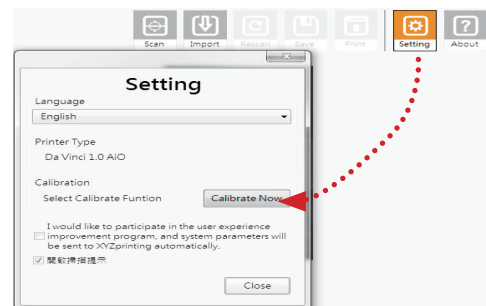 Scan Import Rescan Save Print Setting About
Setting
Language
English
Printer Type
Da Vinci 1.0 AiO
Calibration
Select Calibrate Funtion Calibrate Now
I would like to participate in the user experience
improvement program, and system parameters will
be sent to XYZprinting automatically.
開啟掃描提示
Close